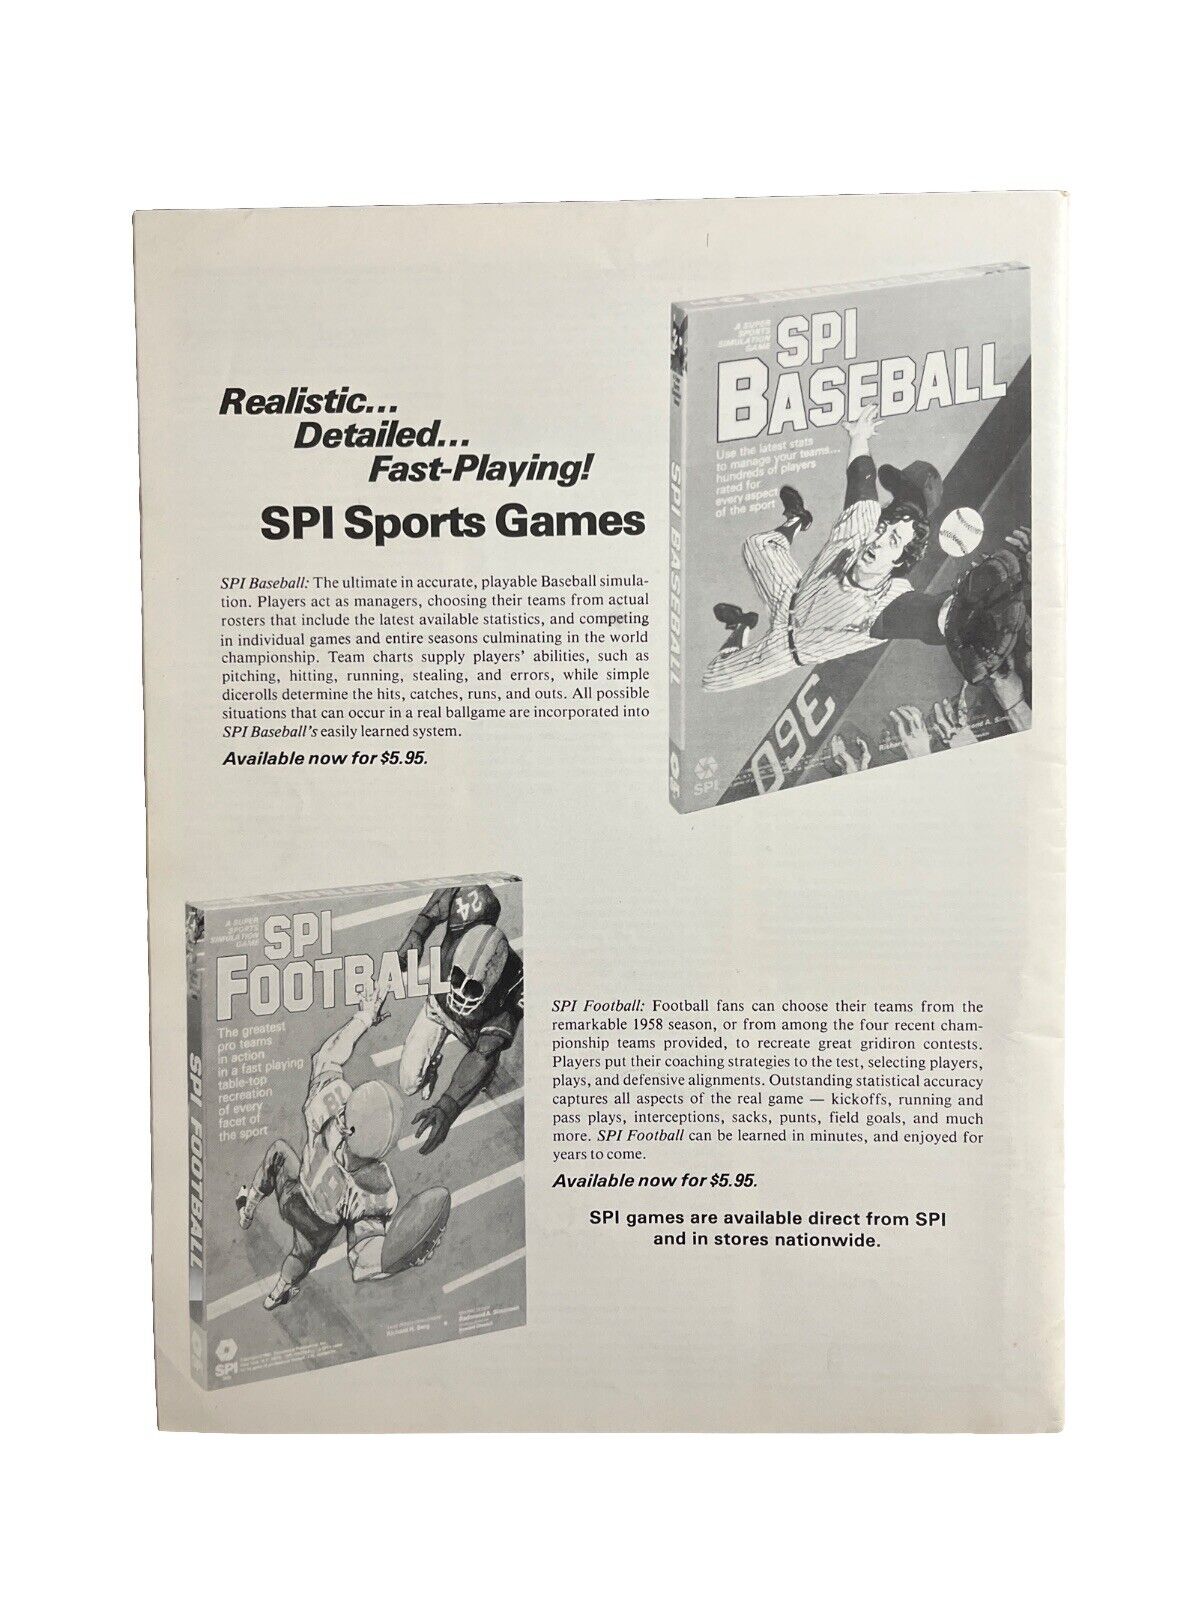 Realistic...
Detailed...
Fast-Playing!
SPI Sports Games
SPI Baseball: The ultimate in accurate, playable Baseball simula-
tion. Players act as managers, choosing their teams from actual
rosters that include the latest available statistics, and competing
in individual games and entire seasons culminating in the world
championship. Team charts supply players' abilities, such as
pitching, hitting, running, stealing, and errors, while simple
dicerolls determine the hits, catches, runs, and outs. All possible
situations that can occur in a real ballgame are incorporated into
SPI Baseball's easily learned system.
Available now for $5.95.
A SUPER
SPORTS
SIMULATION
GAME
SPI
BASEBALL
Use the latest stats
to manage your teams...
hundreds of players
rated for
every aspect
of the sport
SPI BASEBALL
360
SPI
A SUPER
SPORTS
SIMULATION
GAME
SPI
FOOTBALL
The greatest
pro teams
in action
in a fast playing
table-top
recreation
of every
facet of
the sport
SPI FOOTBALL
24
81
SPI
Richard H. Berg
Redmond A. Simonsen
SPI Football: Football fans can choose their teams from the
remarkable 1958 season, or from among the four recent cham-
pionship teams provided, to recreate great gridiron contests.
Players put their coaching strategies to the test, selecting players,
plays, and defensive alignments. Outstanding statistical accuracy
captures all aspects of the real game — kickoffs, running and
pass plays, interceptions, sacks, punts, field goals, and much
more. SPI Football can be learned in minutes, and enjoyed for
years to come.
Available now for $5.95.
SPI games are available direct from SPI
and in stores nationwide.